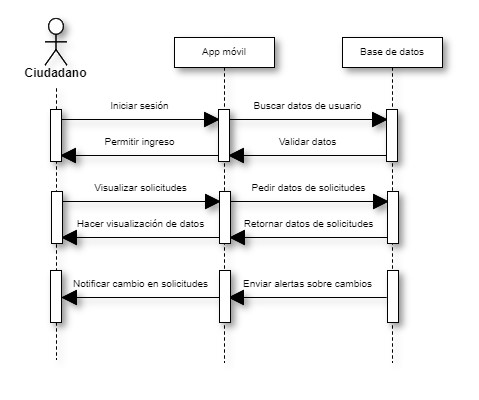 App móvil
Base de datos
Ciudadano
Iniciar sesión
Buscar datos de usuario
Permitir ingreso
Validar datos
Visualizar solicitudes
Pedir datos de solicitudes
Hacer visualización de datos
Retornar datos de solicitudes
Notificar cambio en solicitudes
Enviar alertas sobre cambios